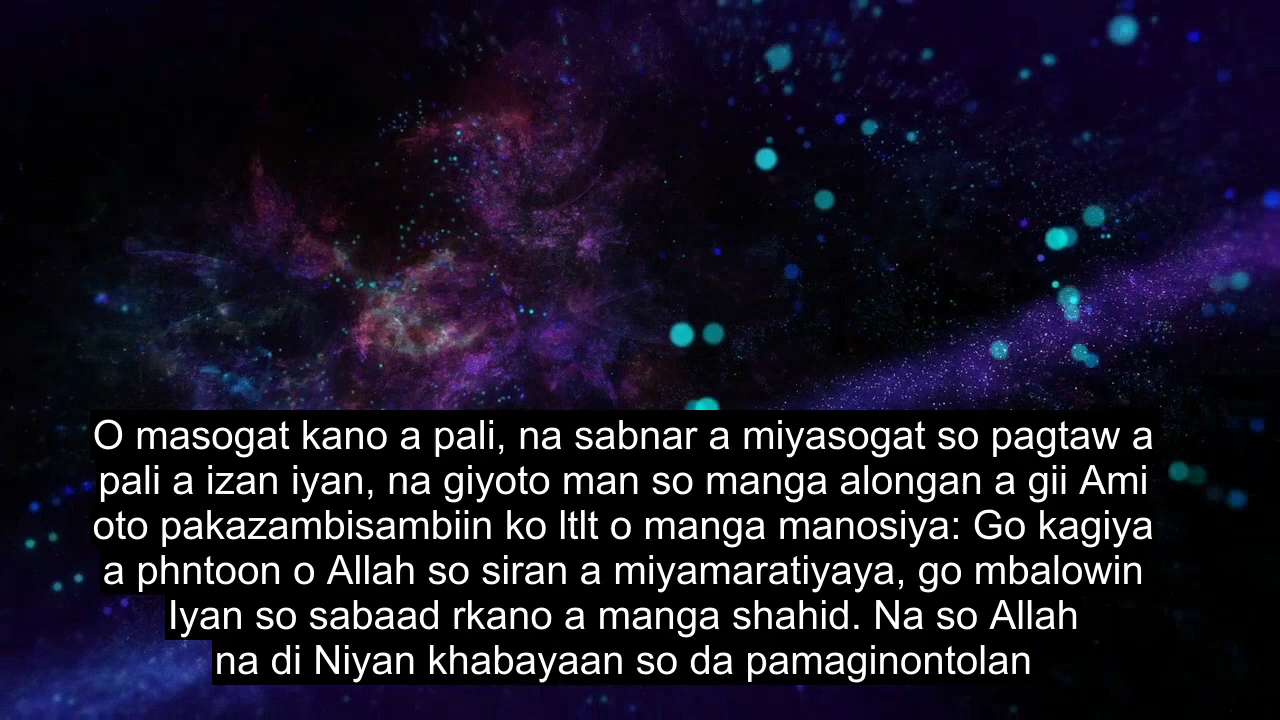 O masogat kano a pali, na sabnar a miyasogat so pagtaw a
pali a izan iyan, na giyoto man so manga alongan a gii Ami
oto pakazambisambiin ko ltlt o manga manosiya: Go kagiya
a phntoon o Allah so siran a miyamaratiyaya, go mbalowin
Iyan so sabaad rkano a manga shahid. Na so Allah
na di Niyan khabayaan so da pamaginontolan